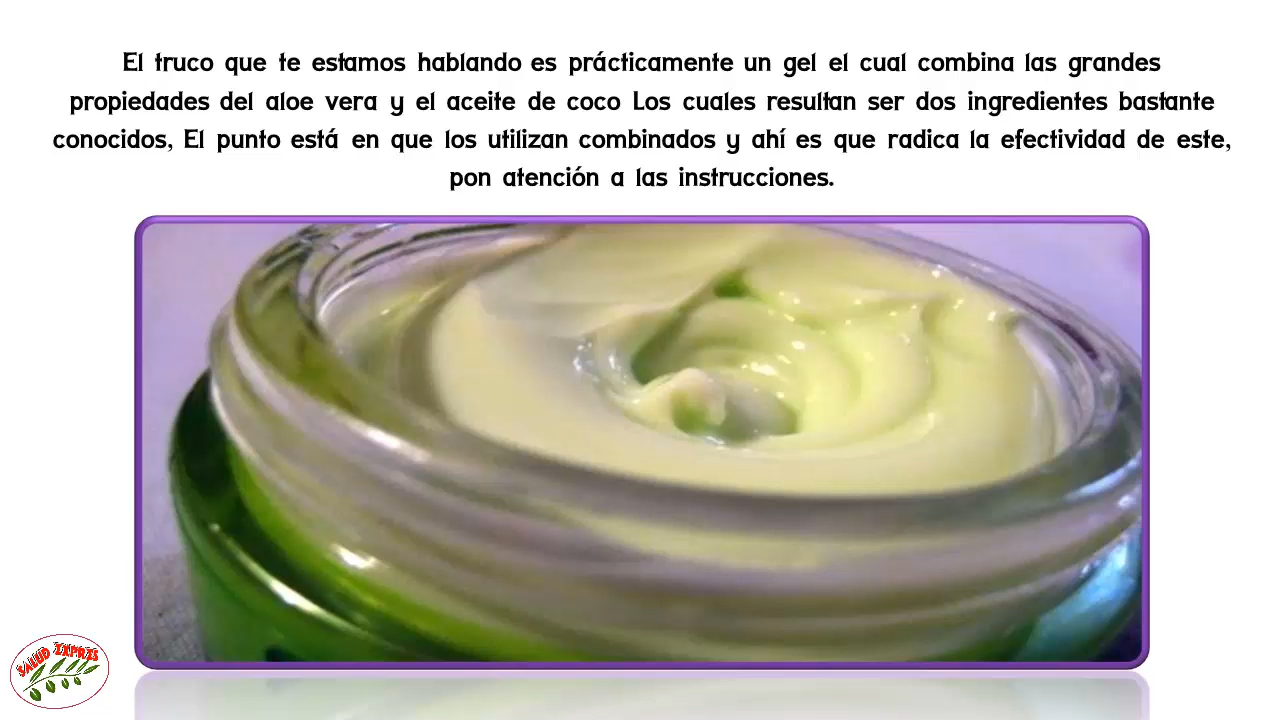 El truco que te estamos hablando es prácticamente un gel el cual combina las grandes
propiedades del aloe vera y el aceite de coco Los cuales resultan ser dos ingredientes bastante
conocidos, El punto está en que los utilizan combinados y ahí es que radica la efectividad de este,
pon atención a las instrucciones.
SALUD EXPRES